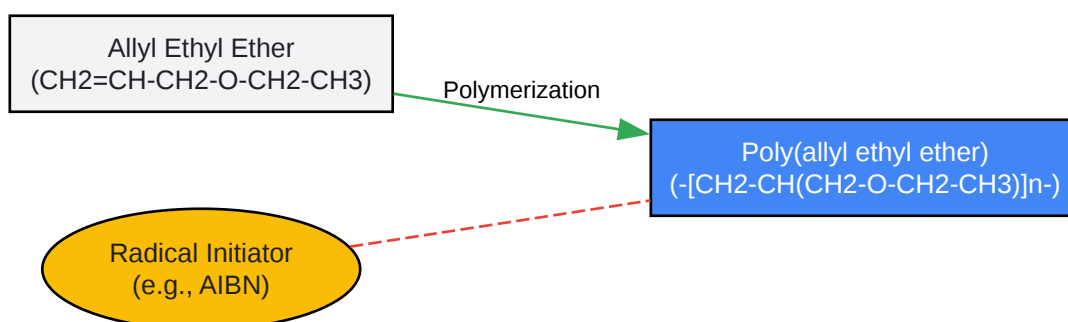 Allyl Ethyl Ether
(CH2=CH-CH2-O-CH2-CH3)
Polymerization
Poly(allyl ethyl ether)
(-[CH2-CH(CH2-O-CH2-CH3)]n-)
Radical Initiator
(e.g., AIBN)